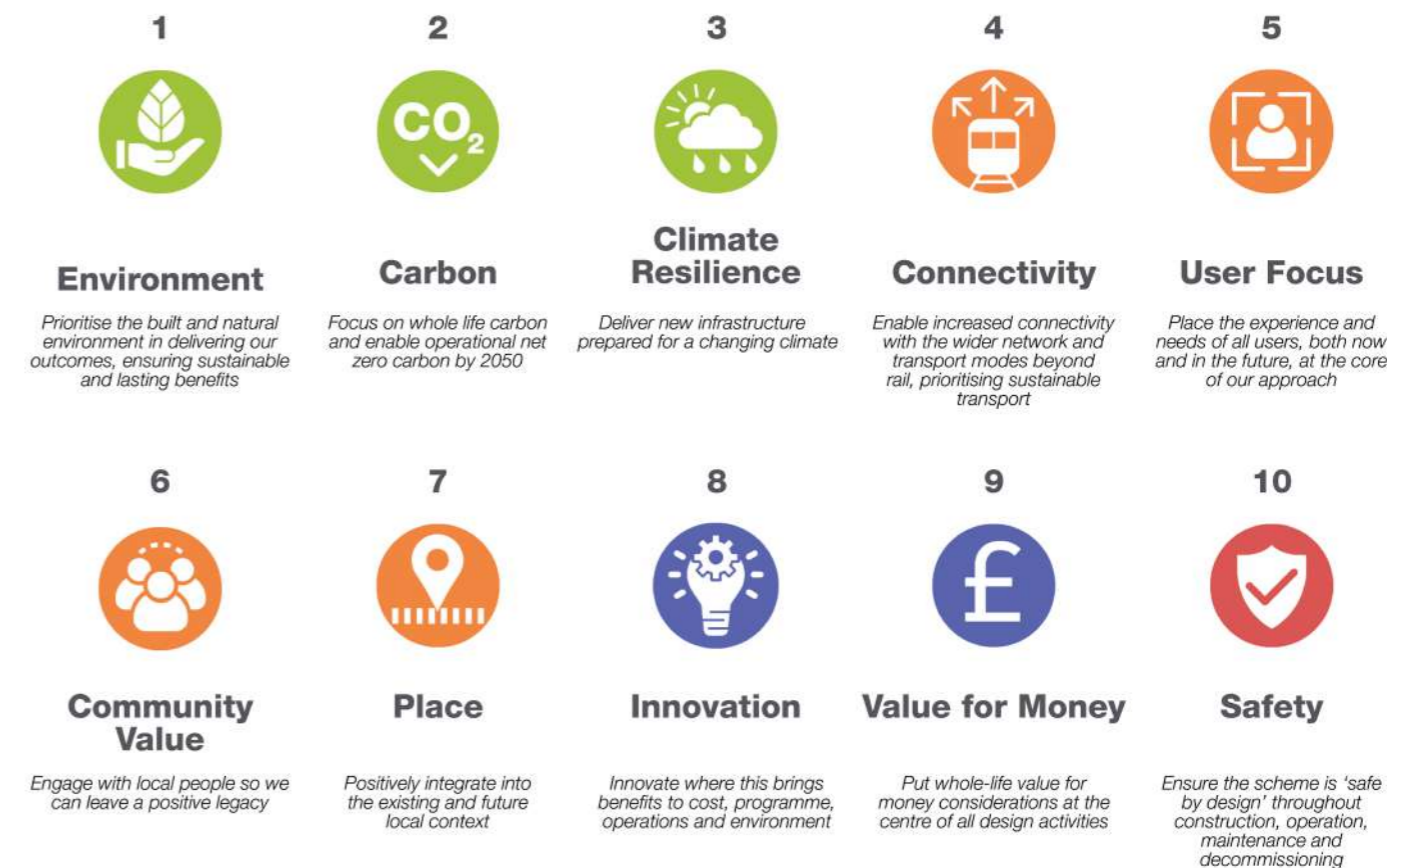 1
2
3
4
5
CO2
Environment
Carbon
Climate
Resilience
Connectivity
User Focus
Prioritise the built and natural
environment in delivering our
outcomes, ensuring sustainable
and lasting benefits
Focus on whole life carbon
and enable operational net
zero carbon by 2050
Deliver new infrastructure
prepared for a changing climate
Enable increased connectivity
with the wider network and
transport modes beyond
rail, prioritising sustainable
transport
Place the experience and
needs of all users, both now
and in the future, at the core
of our approach
6
7
8
9
10
£
Community
Value
Place
Innovation
Value for Money
Safety
Engage with local people so we
can leave a positive legacy
Positively integrate into
the existing and future
local context
Innovate where this brings
benefits to cost, programme,
operations and environment
Put whole-life value for
money considerations at the
centre of all design activities
Ensure the scheme is ‘safe
by design’ throughout
construction, operation,
maintenance and
decommissioning